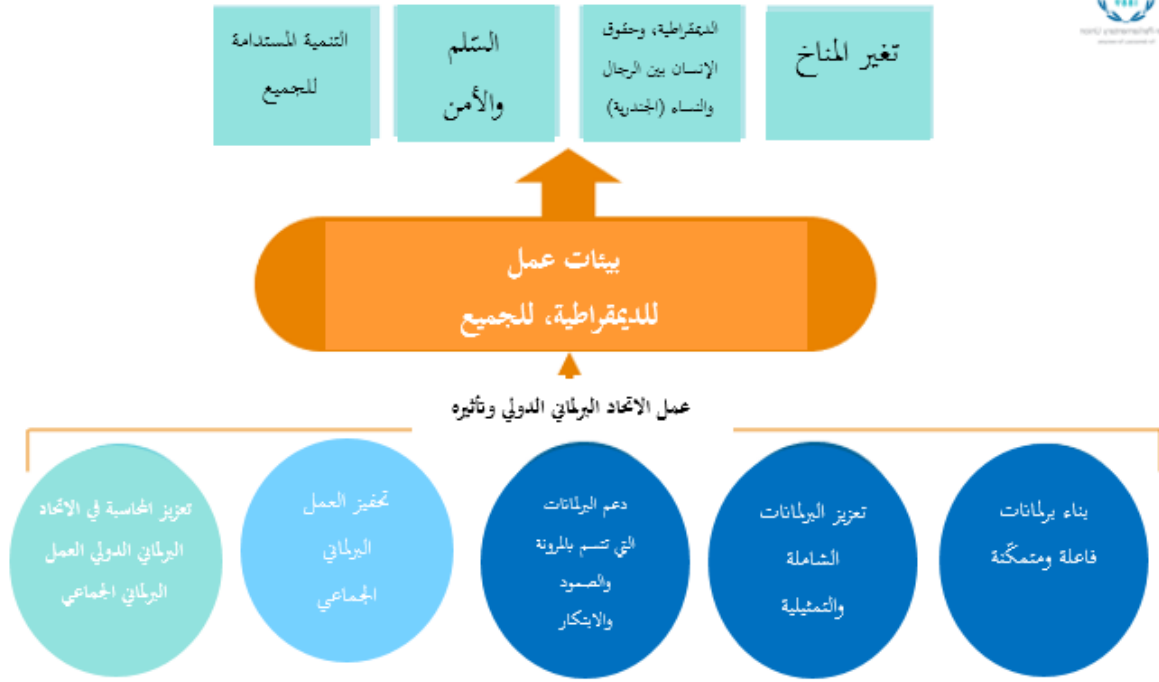 تغير المناخ
الديمقراطية، وحقوق
الإنسان بين الرجال
والنساء (الجندرية)
السّلم
والأمن
التنمية المستدامة
للجميع
بيئات عمل
للديمقراطية، للجميع
عمل الاتحاد البرلماني الدولي وتأثيره
بناء برلمانات
فاعلة ومتمكّنة
تعزيز البرلمانات
الشاملة
والتمثيلية
دعم البرلمانات
التي تتسم بالمرونة
والصمود
والابتكار
تحفيز العمل
البرلماني
الجماعي
تعزيز المحاسبة في الاتحاد
البرلماني الدولي العمل
البرلماني الجماعي